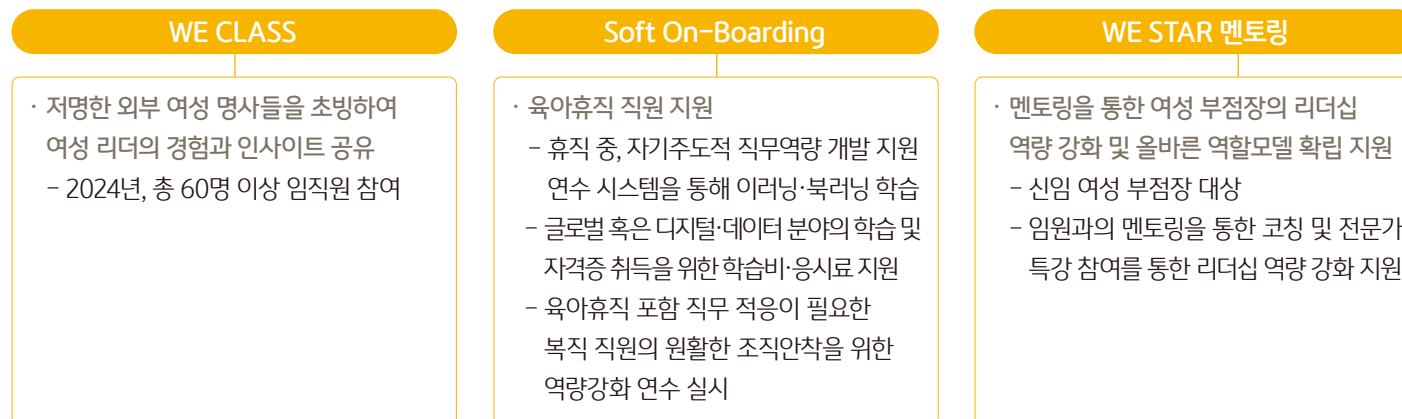 WE CLASS
· 저명한 외부 여성 명사들을 초빙하여
여성 리더의 경험과 인사이트 공유
- 2024년, 총 60명 이상 임직원 참여
Soft On-Boarding
· 육아휴직 직원 지원
- 휴직 중, 자기주도적 직무역량 개발 지원
연수 시스템을 통해 이러닝·북러닝 학습
- 글로벌 혹은 디지털·데이터 분야의 학습 및
자격증 취득을 위한 학습비·응시료 지원
- 육아휴직 포함 직무 적응이 필요한
복직 직원의 원활한 조직안착을 위한
역량강화 연수 실시
WE STAR 멘토링
· 멘토링을 통한 여성 부점장의 리더십
역량 강화 및 올바른 역할모델 확립 지원
- 신임 여성 부점장 대상
- 임원과의 멘토링을 통한 코칭 및 전문가
특강 참여를 통한 리더십 역량 강화 지원